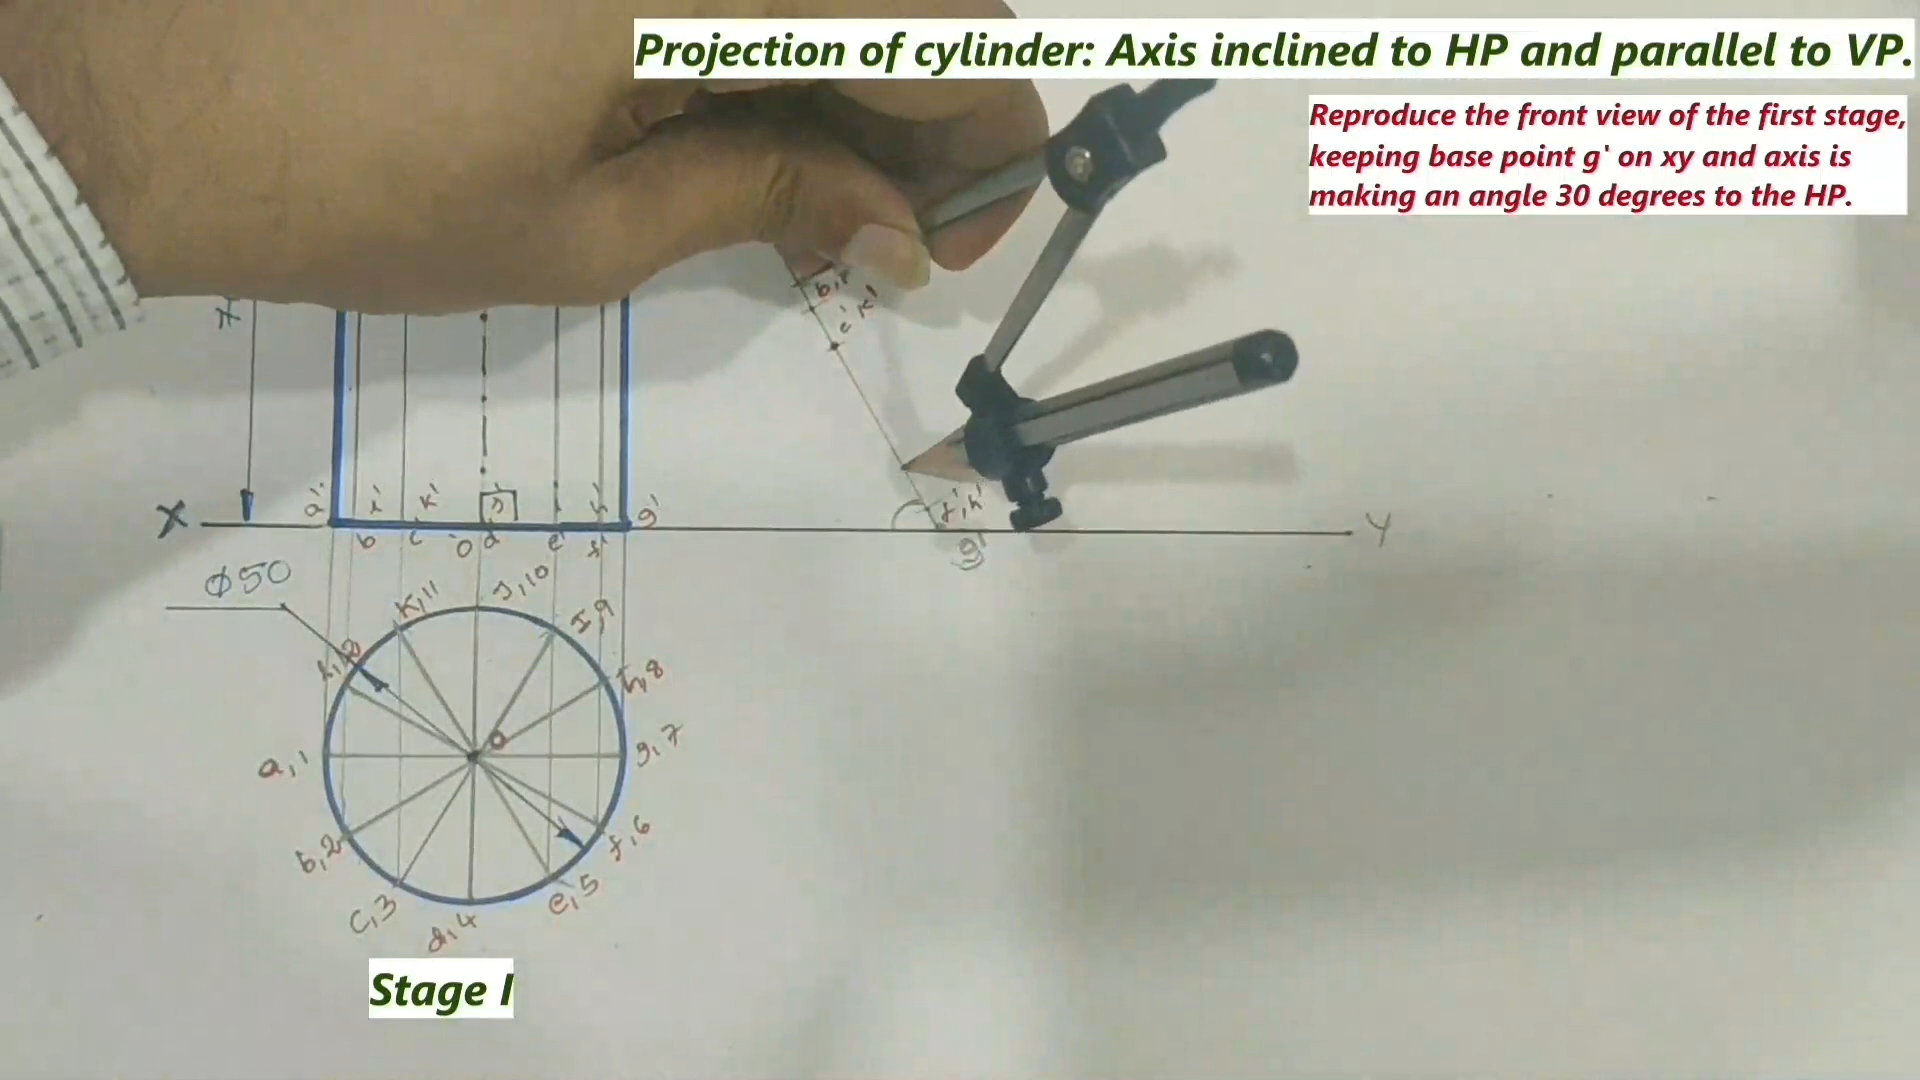 Projection of cylinder: Axis inclined to HP and parallel to VP.
Reproduce the front view of the first stage,
keeping base point g' on xy and axis is
making an angle 30 degrees to the HP.
b',
c' k'
a' i' k' j' h' g'
f', h'
X
Y
b c o' d e' f'
g'
Ø50
k,11
J,10
I,9
h,8
a,1
o
g,7
b,2
f,6
c,3
e,5
d,4
Stage I